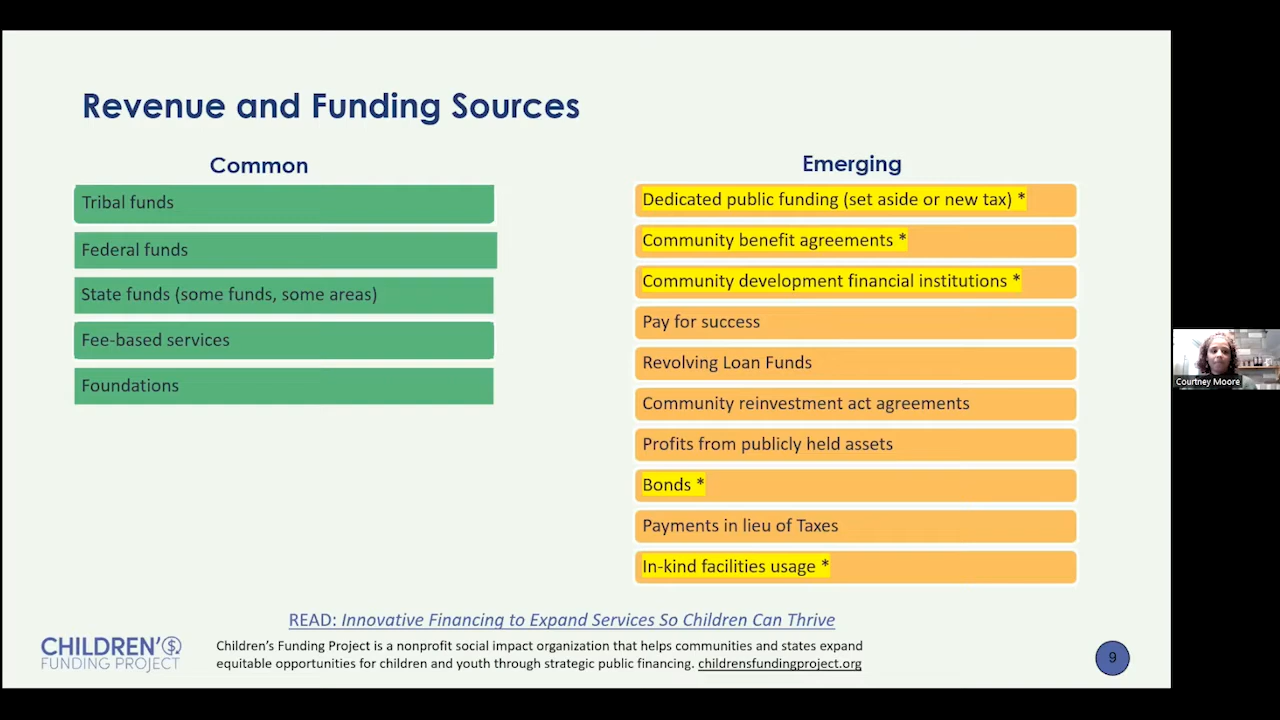 Revenue and Funding Sources
Common
Tribal funds
Federal funds
State funds (some funds, some areas)
Fee-based services
Foundations
Emerging
Dedicated public funding (set aside or new tax) *
Community benefit agreements *
Community development financial institutions *
Pay for success
Revolving Loan Funds
Community reinvestment act agreements
Profits from publicly held assets
Bonds *
Payments in lieu of Taxes
In-kind facilities usage *
READ: Innovative Financing to Expand Services So Children Can Thrive
CHILDREN'S
FUNDING PROJECT
Children's Funding Project is a nonprofit social impact organization that helps communities and states expand
equitable opportunities for children and youth through strategic public financing. childrensfundingproject.org
9
Courtney Moore